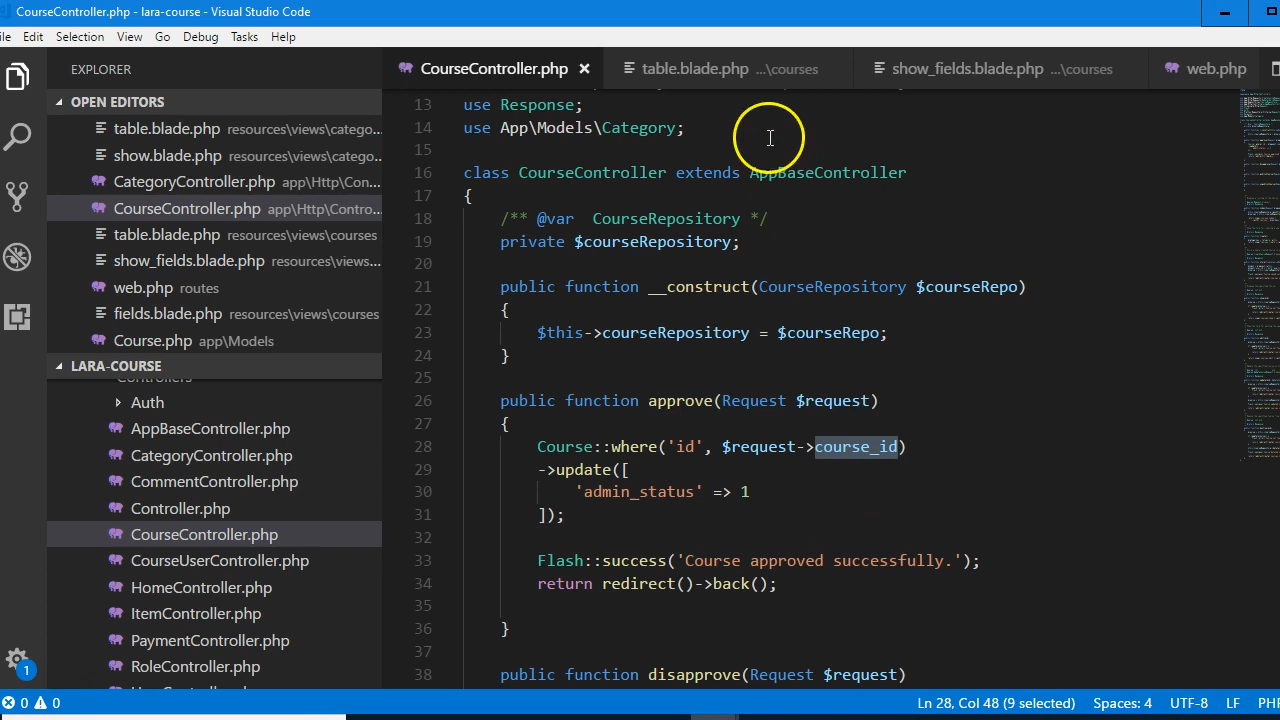 CourseController.php - lara-course - Visual Studio Code
Edit Selection View Go Debug Tasks Help
EXPLORER
OPEN EDITORS
table.blade.php resources\views\catego...
show.blade.php resources\views\catego...
CategoryController.php app\Http\Con...
CourseController.php app\Http\Contro...
table.blade.php resources\views\courses
show_fields.blade.php resources\views...
web.php routes
fields.blade.php resources\views\courses
Course.php app\Models
LARA-COURSE
Controllers
Auth
AppBaseController.php
CategoryController.php
CommentController.php
Controller.php
CourseController.php
CourseUserController.php
HomeController.php
ItemController.php
PaymentController.php
RoleController.php
1
CourseController.php table.blade.php ...\courses show_fields.blade.php ...\courses web.php
13 use Response;
14 use App\Models\Category;
15
16 class CourseController extends AppBaseController
17 {
18 /** @var CourseRepository */
19 private $courseRepository;
20
21 public function __construct(CourseRepository $courseRepo)
22 {
23 $this->courseRepository = $courseRepo;
24 }
25
26 public function approve(Request $request)
27 {
28 Course::where('id', $request->course_id)
29 ->update([
30 'admin_status' => 1
31 ]);
32
33 Flash::success('Course approved successfully.');
34 return redirect()->back();
35
36 }
37
38 public function disapprove(Request $request)
0 0 Ln 28, Col 48 (9 selected) Spaces: 4 UTF-8 LF PH